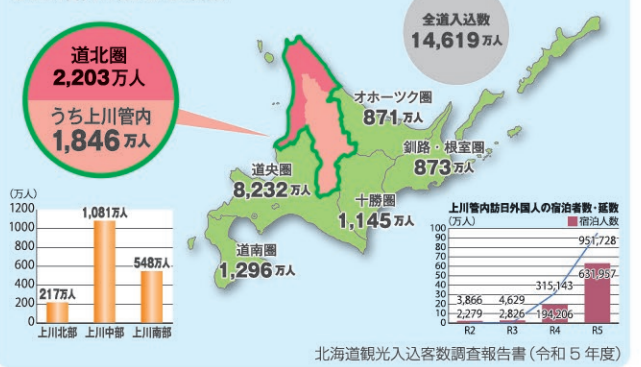 全道入込数
14,619万人
道北圏
2,203万人
うち上川管内
1,846万人
オホーツク圏
871万人
釧路・根室圏
873万人
道央圏
8,232万人
十勝圏
1,145万人
道南圏
1,296万人
(万人)
1200
1000
800
600
400
200
0
217万人
1,081万人
548万人
上川北部
上川中部
上川南部
上川管内訪日外国人の宿泊者数・延数
(万人)
宿泊人数
100
90
80
70
60
50
40
30
20
10
0
3,866
2,279
4,629
2,826
315,143
194,206
951,728
631,957
R2
R3
R4
R5
北海道観光入込客数調査報告書(令和5年度)